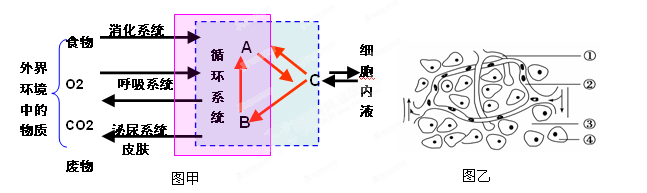 外界环境中的物质
食物
O2
CO2
废物
消化系统
呼吸系统
泌尿系统
皮肤
循环系统
A
B
C
细胞内液
图甲
①
②
③
④
图乙